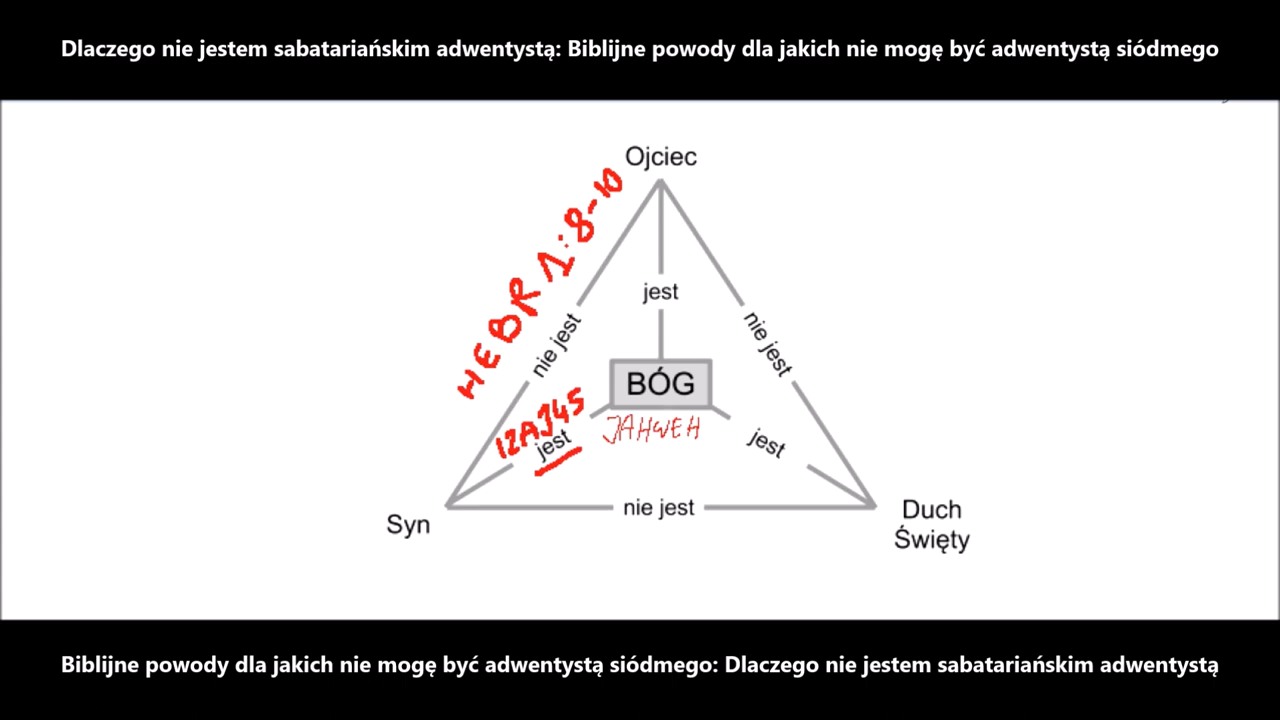 Dlaczego nie jestem sabatariańskim adwentystą: Biblijne powody dla jakich nie mogę być adwentystą siódmego
Ojciec
HEBR 1:8-10
jest
nie jest
nie jest
BÓG
JAHWEH
IZAJ45
jest
jest
nie jest
Syn
Duch
Święty
Biblijne powody dla jakich nie mogę być adwentystą siódmego: Dlaczego nie jestem sabatariańskim adwentystą